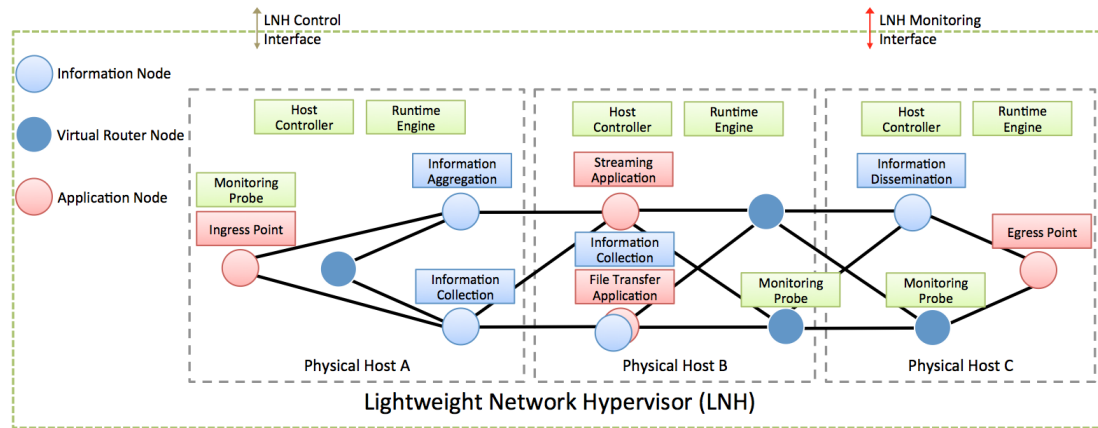 LNH Control
Interface
LNH Monitoring
Interface
Information Node
Virtual Router Node
Application Node
Host
Controller
Runtime
Engine
Monitoring
Probe
Ingress Point
Information
Aggregation
Information
Collection
Physical Host A
Host
Controller
Runtime
Engine
Streaming
Application
Information
Collection
File Transfer
Application
Monitoring
Probe
Physical Host B
Host
Controller
Runtime
Engine
Information
Dissemination
Egress Point
Monitoring
Probe
Physical Host C
Lightweight Network Hypervisor (LNH)